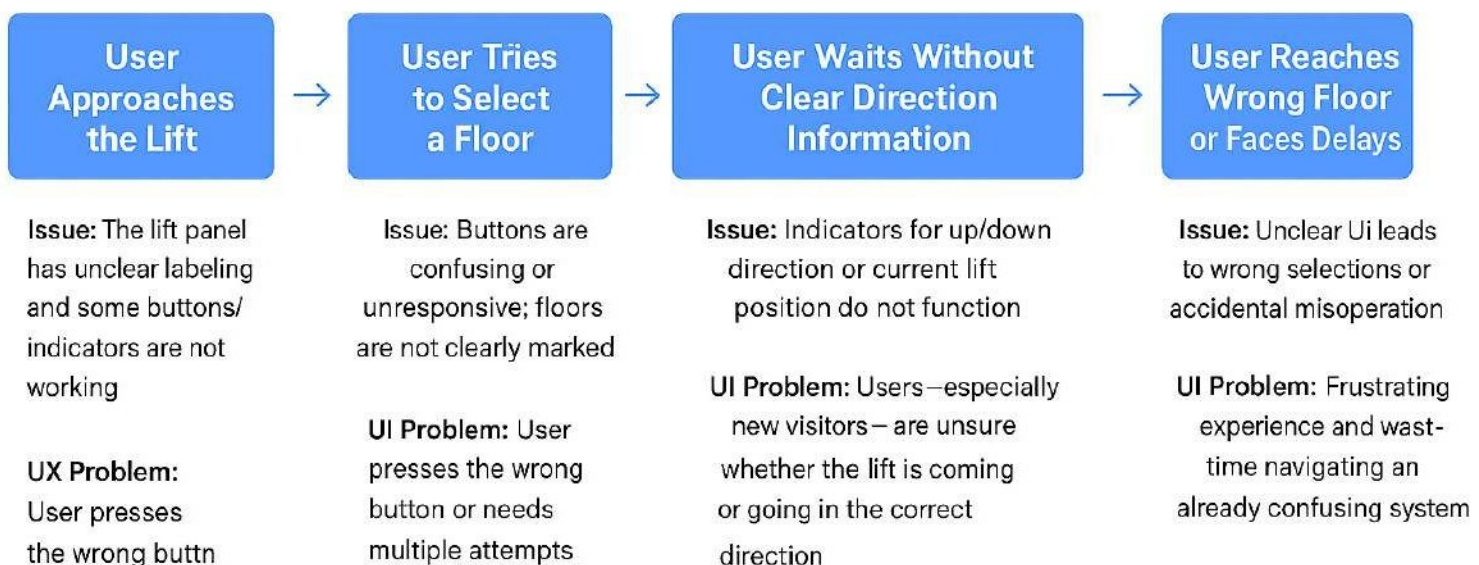 User
Approaches
the Lift
→
User Tries
to Select
a Floor
→
User Waits Without
Clear Direction
Information
→
User Reaches
Wrong Floor
or Faces Delays
Issue: The lift panel
has unclear labeling
and some buttons/
indicators are not
working
UX Problem:
User presses
the wrong buttn
Issue: Buttons are
confusing or
unresponsive; floors
are not clearly marked
UI Problem: User
presses the wrong
button or needs
multiple attempts
Issue: Indicators for up/down
direction or current lift
position do not function
UI Problem: Users—especially
new visitors—are unsure
whether the lift is coming
or going in the correct
direction
Issue: Unclear Ui leads
to wrong selections or
accidental misoperation
UI Problem: Frustrating
experience and wast-
time navigating an
already confusing system